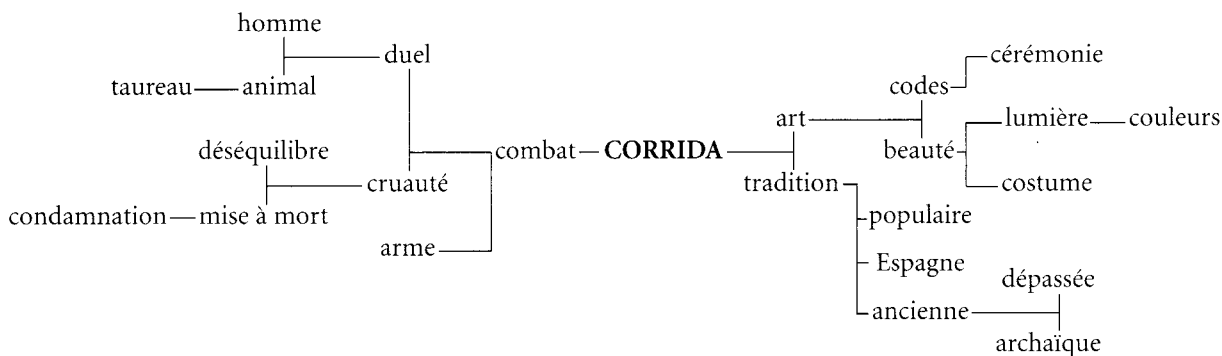 homme
duel
cérémonie
taureau animal
codes
art
lumière couleurs
déséquilibre
combat CORRIDA
beauté
cruauté
tradition
costume
condamnation mise à mort
populaire
arme
Espagne
dépassée
ancienne
archaïque